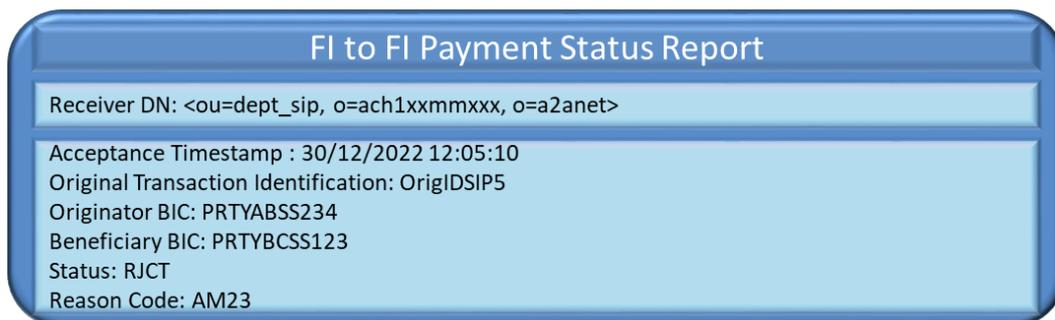 FI to FI Payment Status Report
Receiver DN: <ou=dept_sip, o=ach1xxmmxxx, o=a2anet>
Acceptance Timestamp : 30/12/2022 12:05:10
Original Transaction Identification: OrigIDSIP5
Originator BIC: PRTYABSS234
Beneficiary BIC: PRTYBCSS123
Status: RJCT
Reason Code: AM23